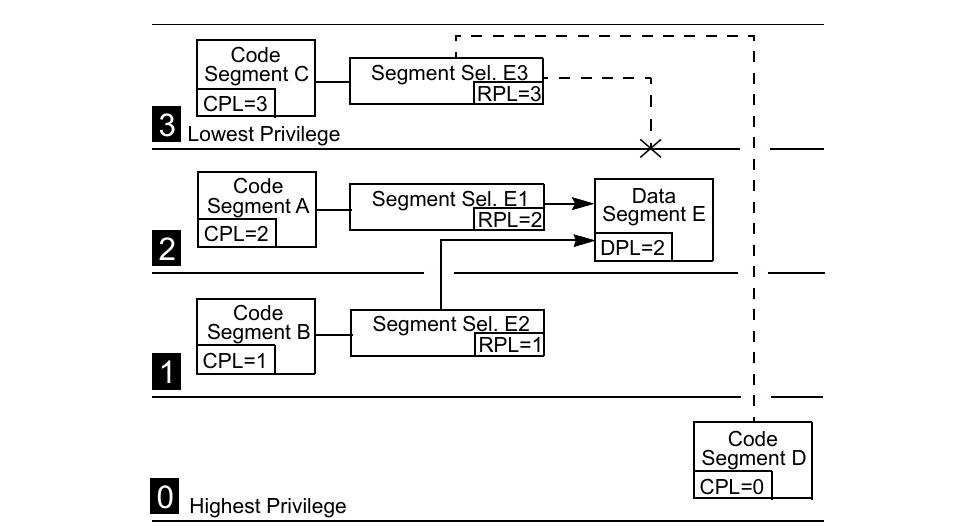 Code
Segment C
CPL=3
Segment Sel. E3
RPL=3
3
Lowest Privilege
Code
Segment A
CPL=2
Segment Sel. E1
RPL=2
Data
Segment E
DPL=2
2
Code
Segment B
CPL=1
Segment Sel. E2
RPL=1
1
Code
Segment D
CPL=0
0
Highest Privilege